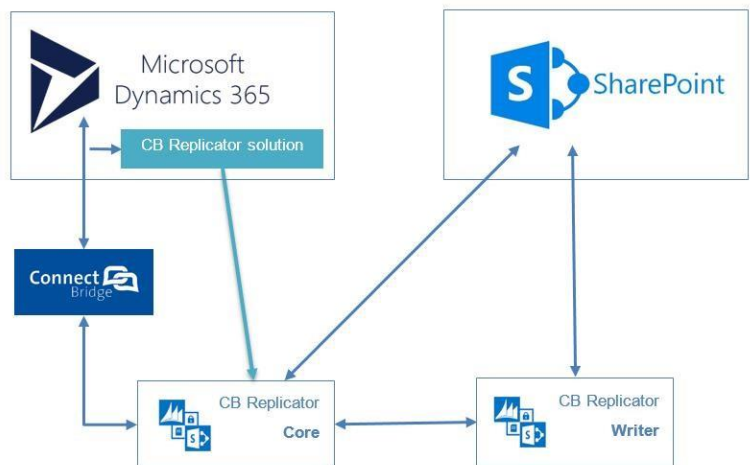 Microsoft
Dynamics 365
CB Replicator solution
S
SharePoint
Connect
Bridge
CB Replicator
Core
S
CB Replicator
Writer
S